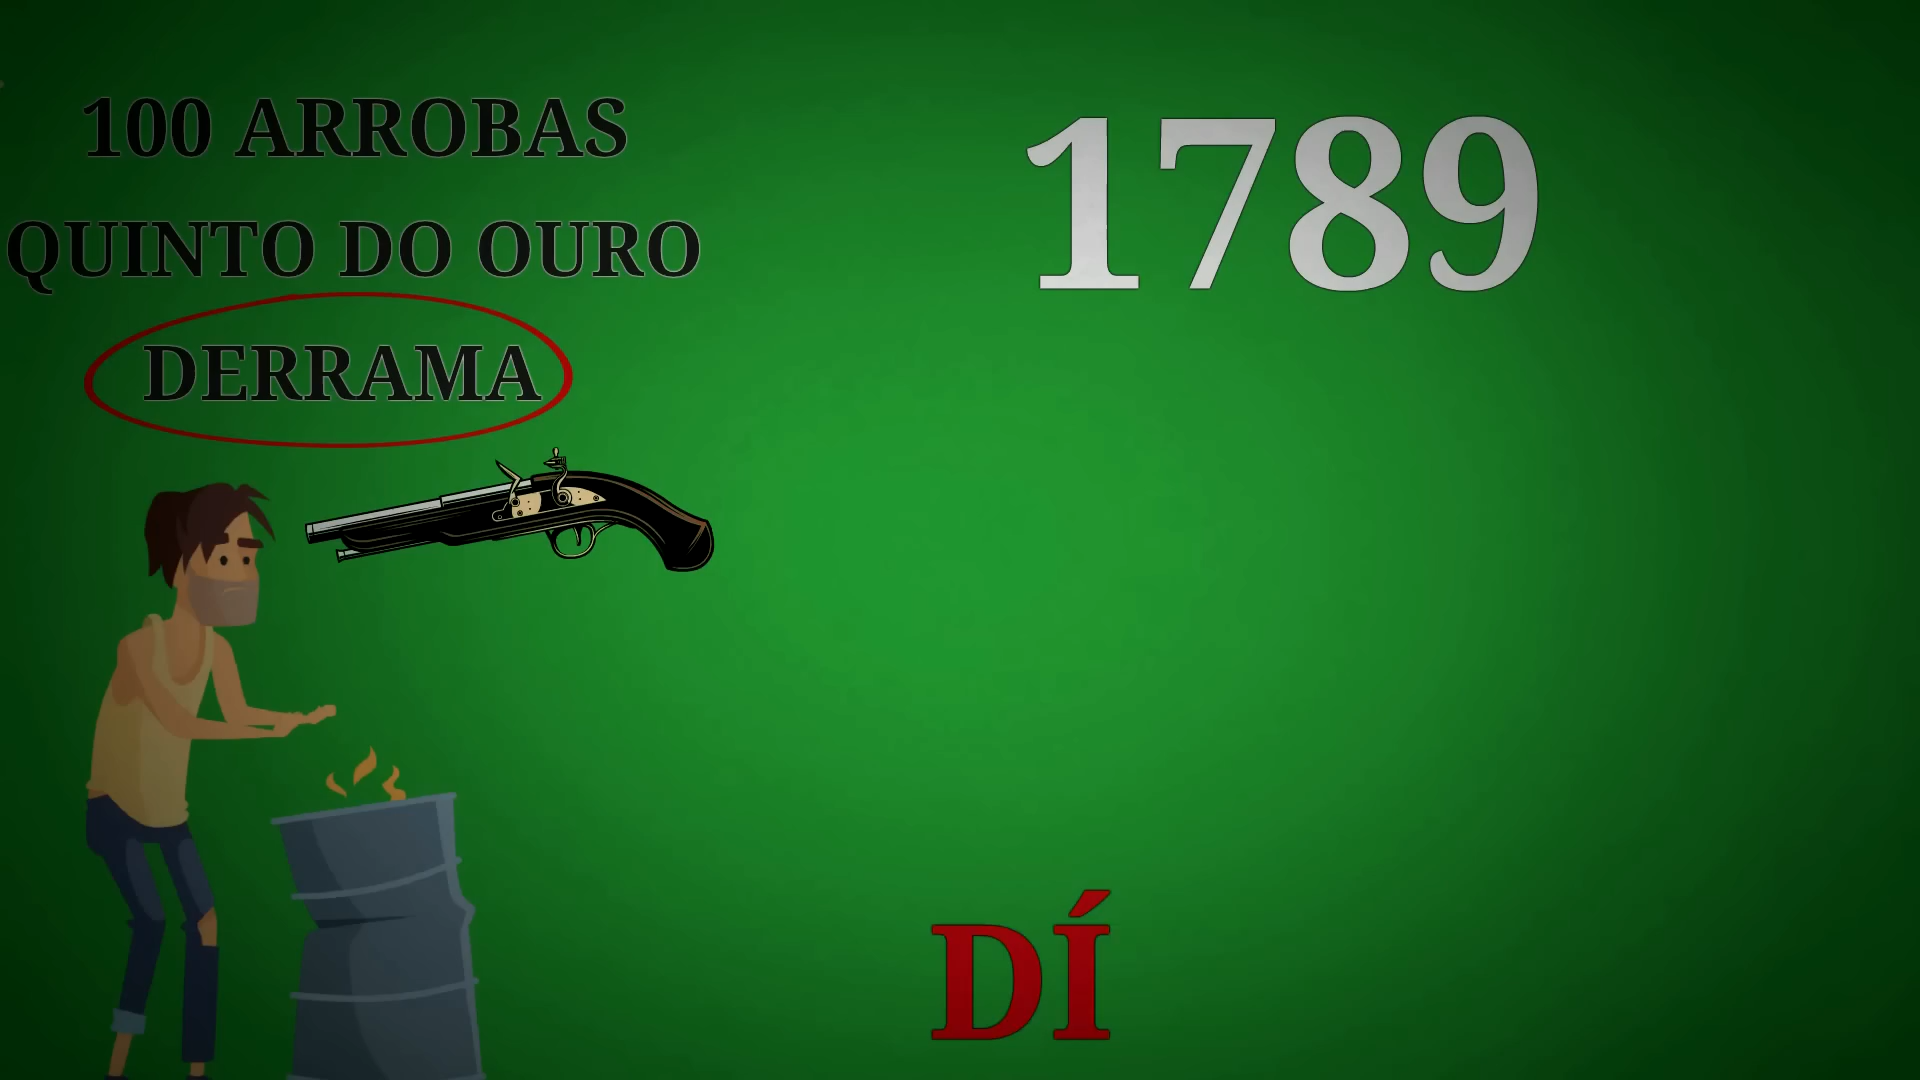 100 ARROBAS
QUINTO DO OURO
DERRAMA
1789
DÍ